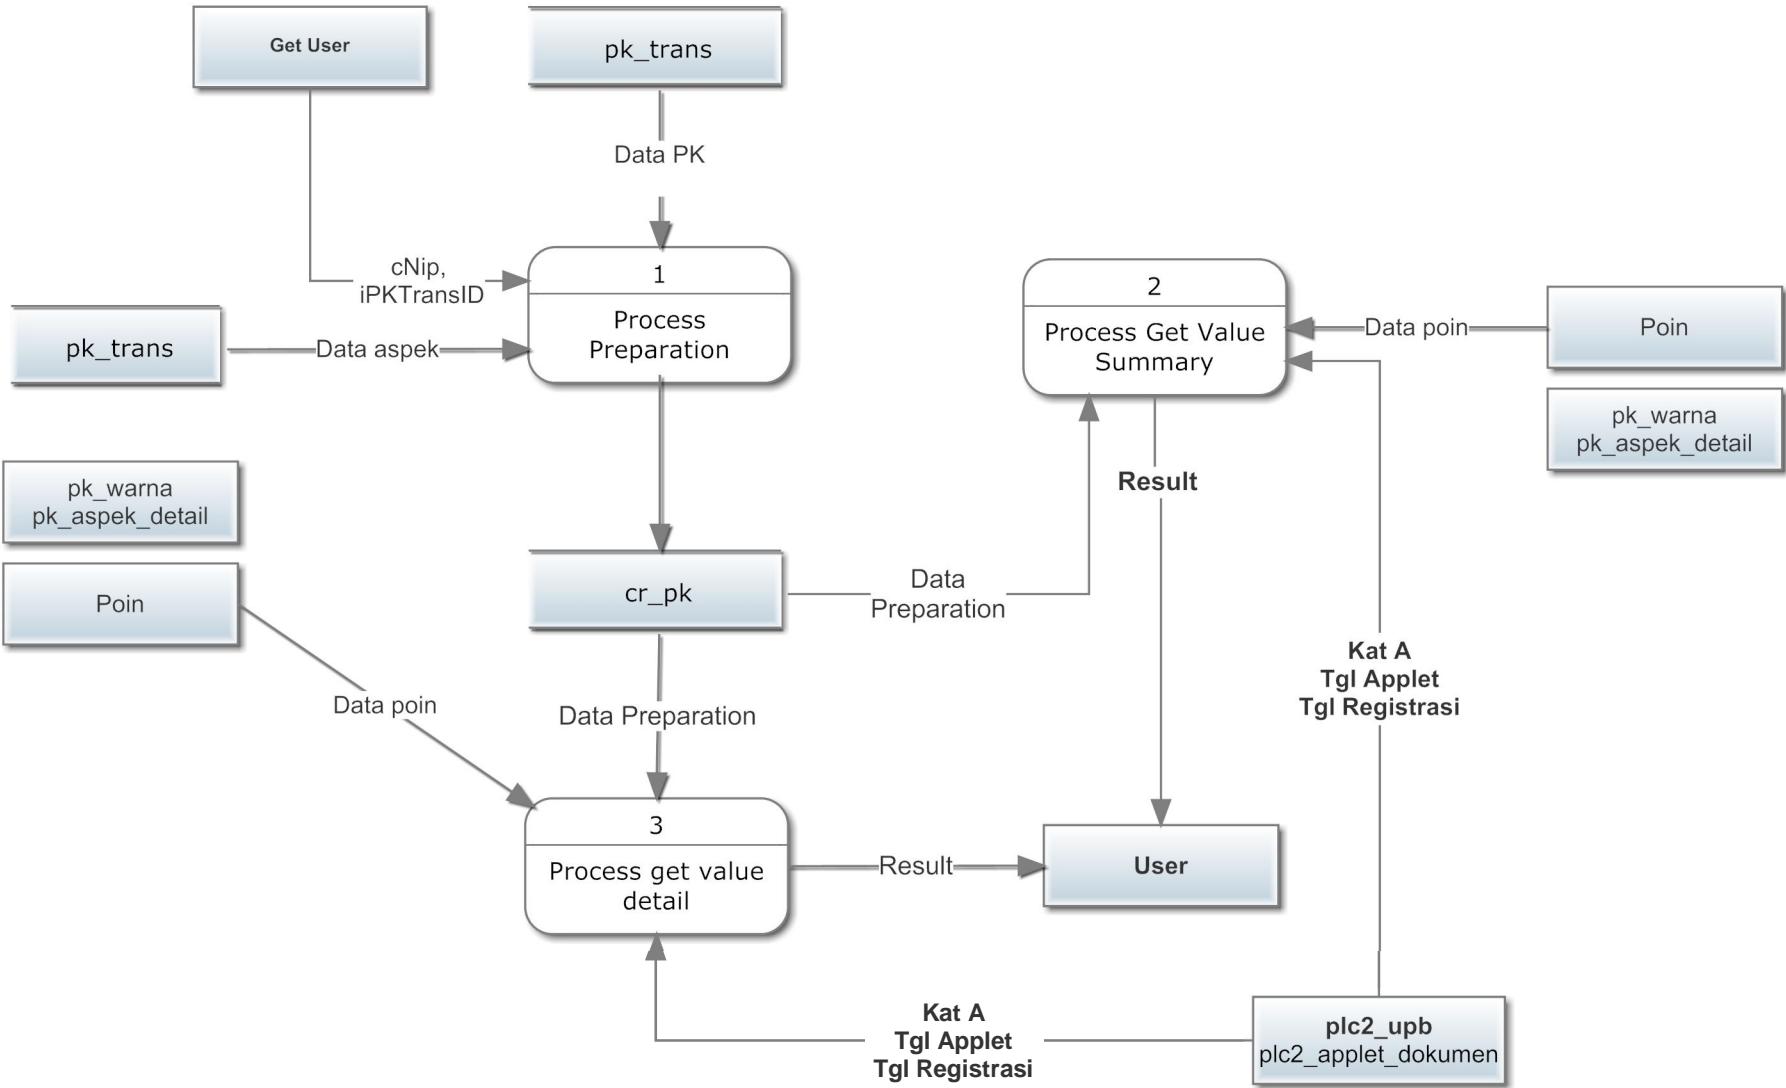 Get User
pk_trans
Data PK
cNip,
iPKTransID
1
Process
Preparation
pk_trans
Data aspek
2
Process Get Value
Summary
Data poin
Poin
pk_warna
pk_aspek_detail
pk_warna
pk_aspek_detail
Poin
Result
cr_pk
Data
Preparation
Kat A
Tgl Applet
Tgl Registrasi
Data poin
Data Preparation
3
Process get value
detail
Result
User
Kat A
Tgl Applet
Tgl Registrasi
plc2_upb
plc2_applet_dokumen